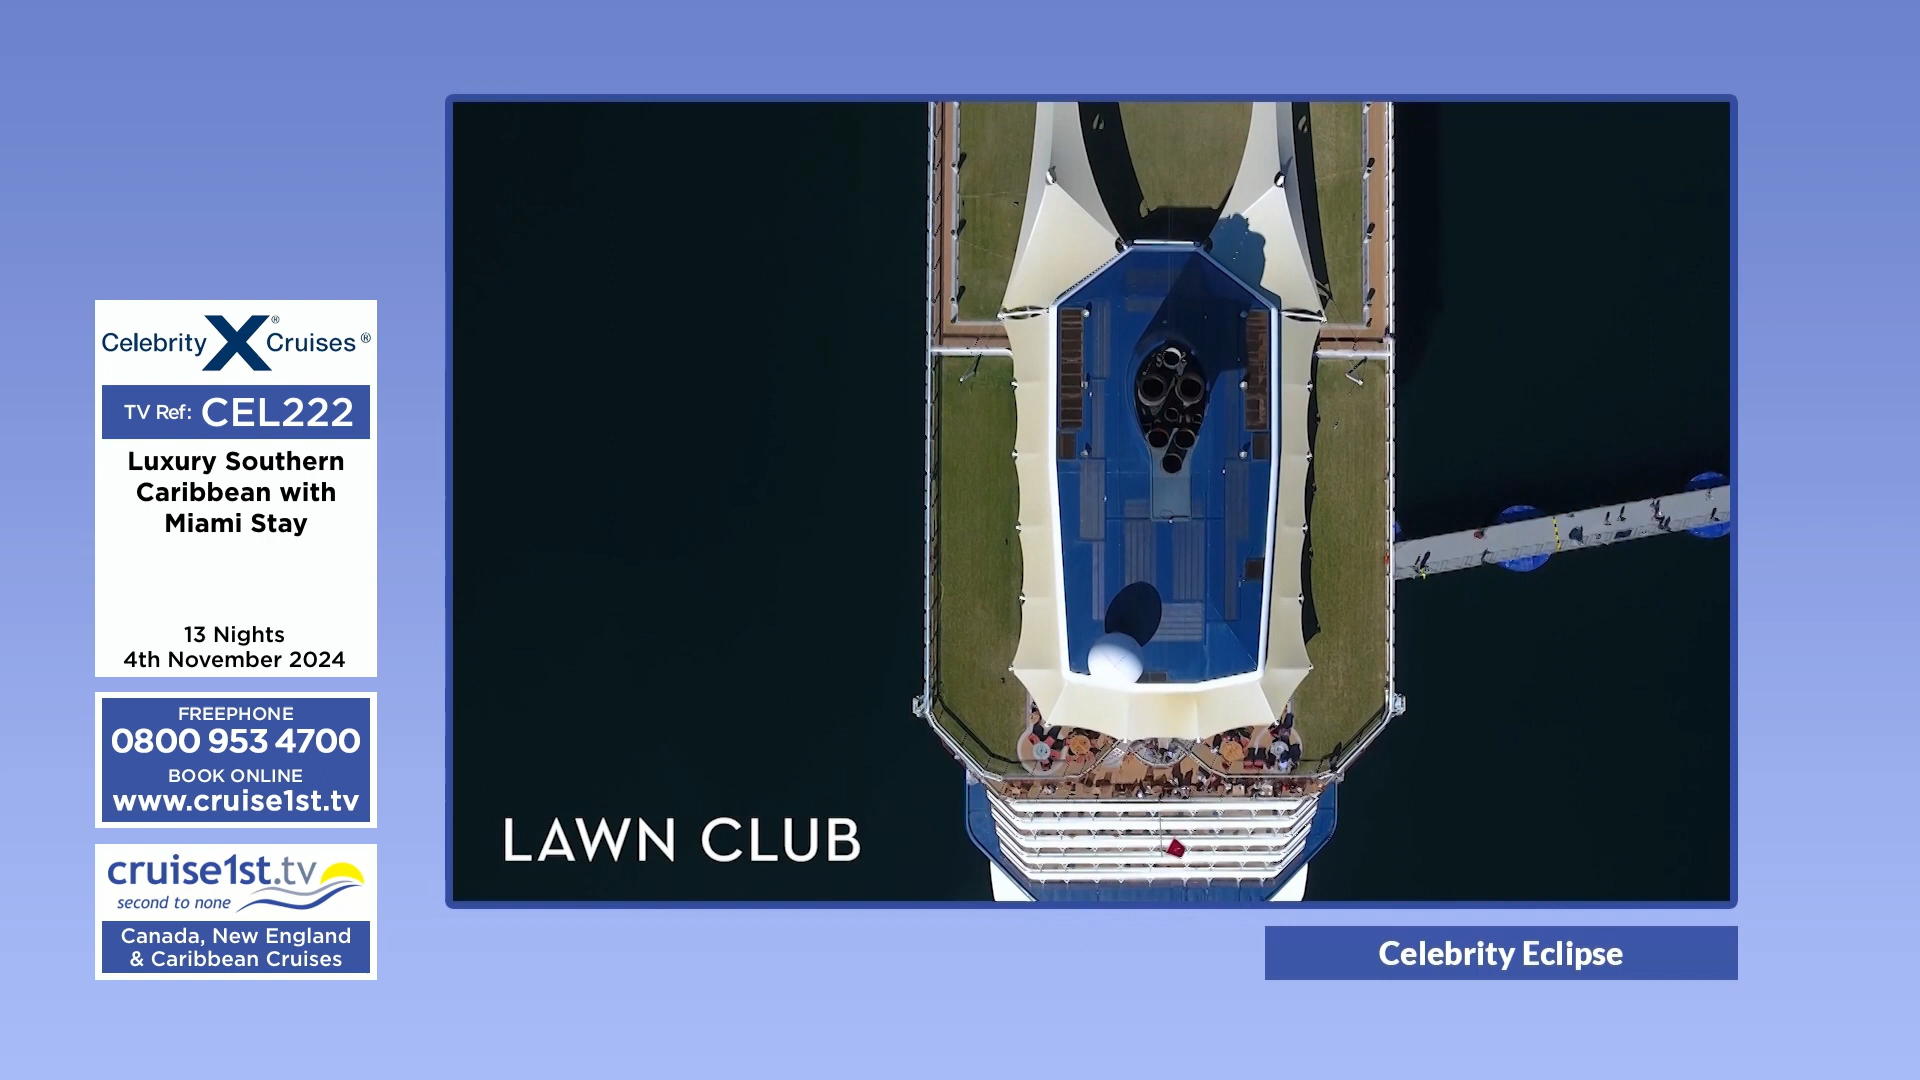 Celebrity X® Cruises®
TV Ref: CEL222
Luxury Southern
Caribbean with
Miami Stay
13 Nights
4th November 2024
FREEPHONE
0800 953 4700
BOOK ONLINE
www.cruise1st.tv
cruise1st.tv
second to none
Canada, New England
& Caribbean Cruises
LAWN CLUB
Celebrity Eclipse